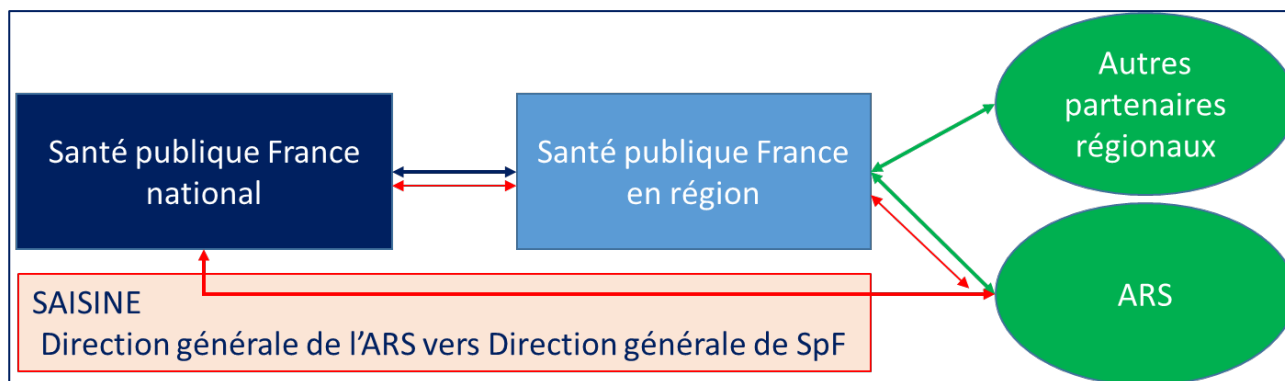 Santé publique France
national
Santé publique France
en région
Autres
partenaires
régionaux
ARS
SAISINE
Direction générale de l’ARS vers Direction générale de SpF